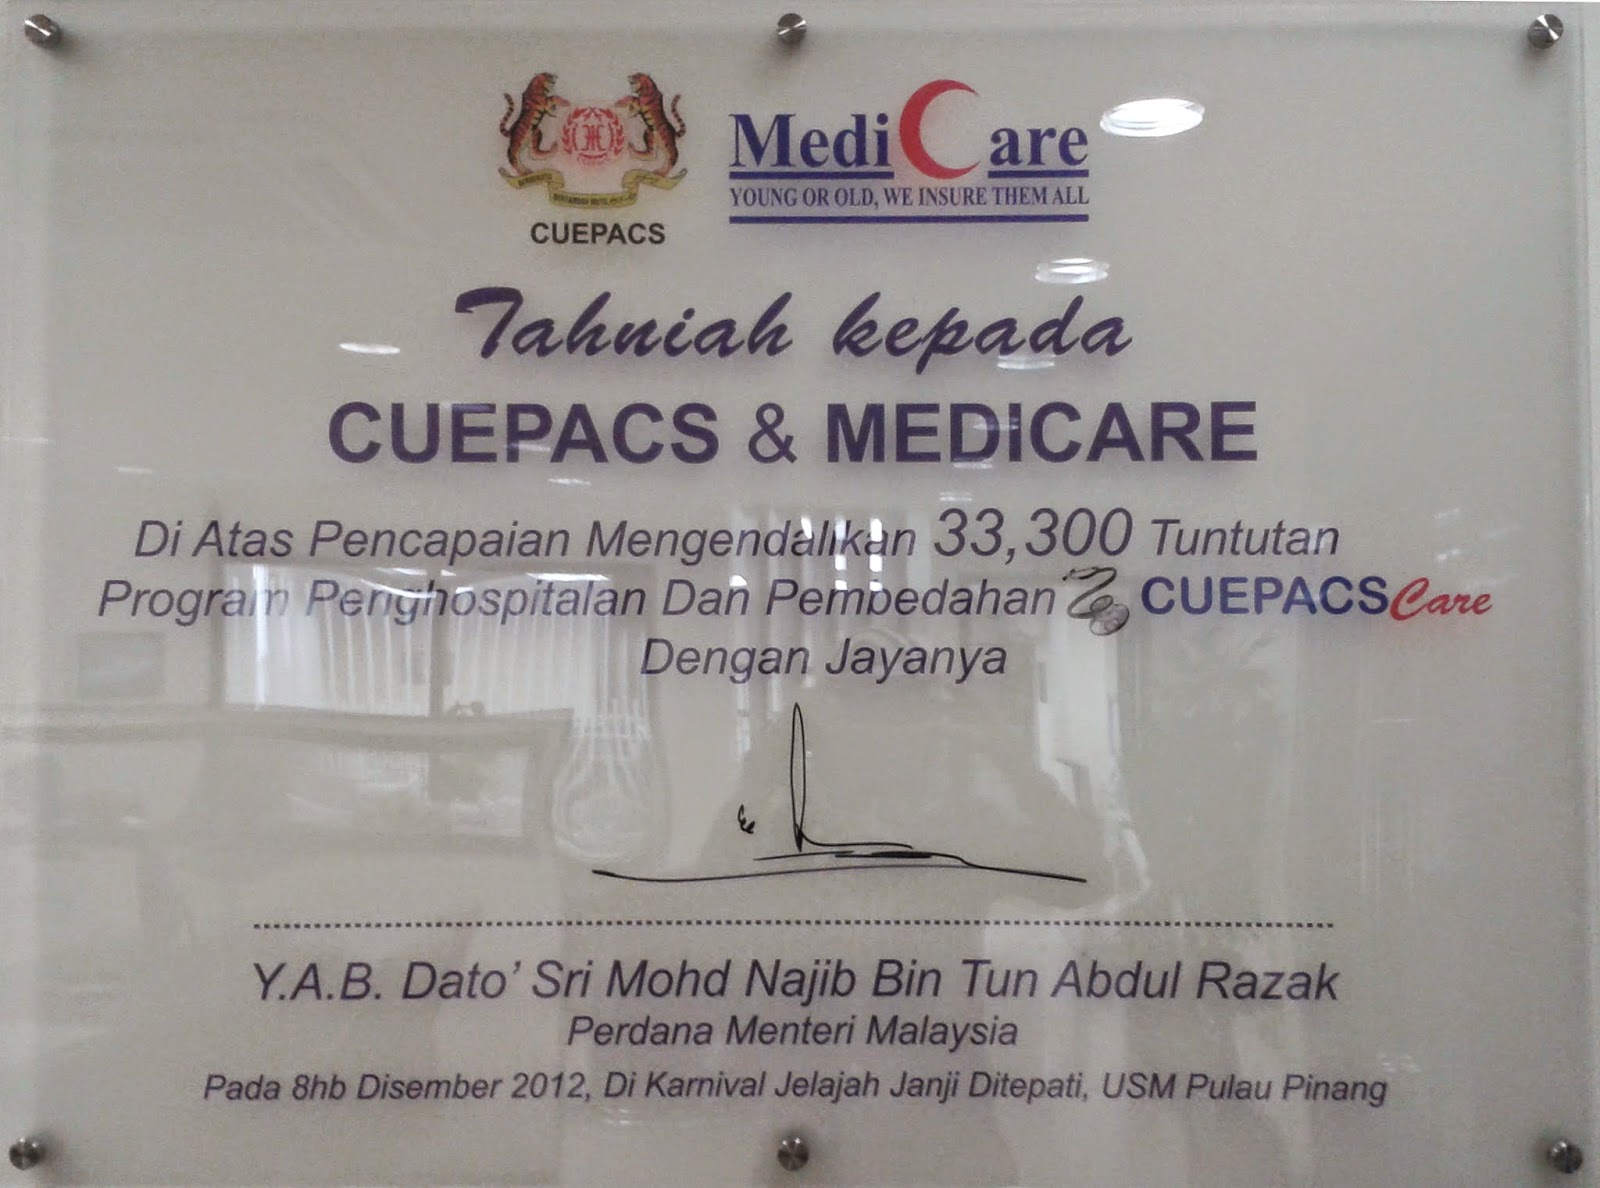 Medi Care
YOUNG OR OLD, WE INSURE THEM ALL
CUEPACS
Tahniah kepada
CUEPACS & MEDICARE
Di Atas Pencapaian Mengendalikan 33,300 Tuntutan
Program Penghospitalan Dan Pembedahan CUEPACSCare
Dengan Jayanya
Y.A.B. Dato' Sri Mohd Najib Bin Tun Abdul Razak
Perdana Menteri Malaysia
Pada 8hb Disember 2012, Di Karnival Jelajah Janji Ditepati, USM Pulau Pinang